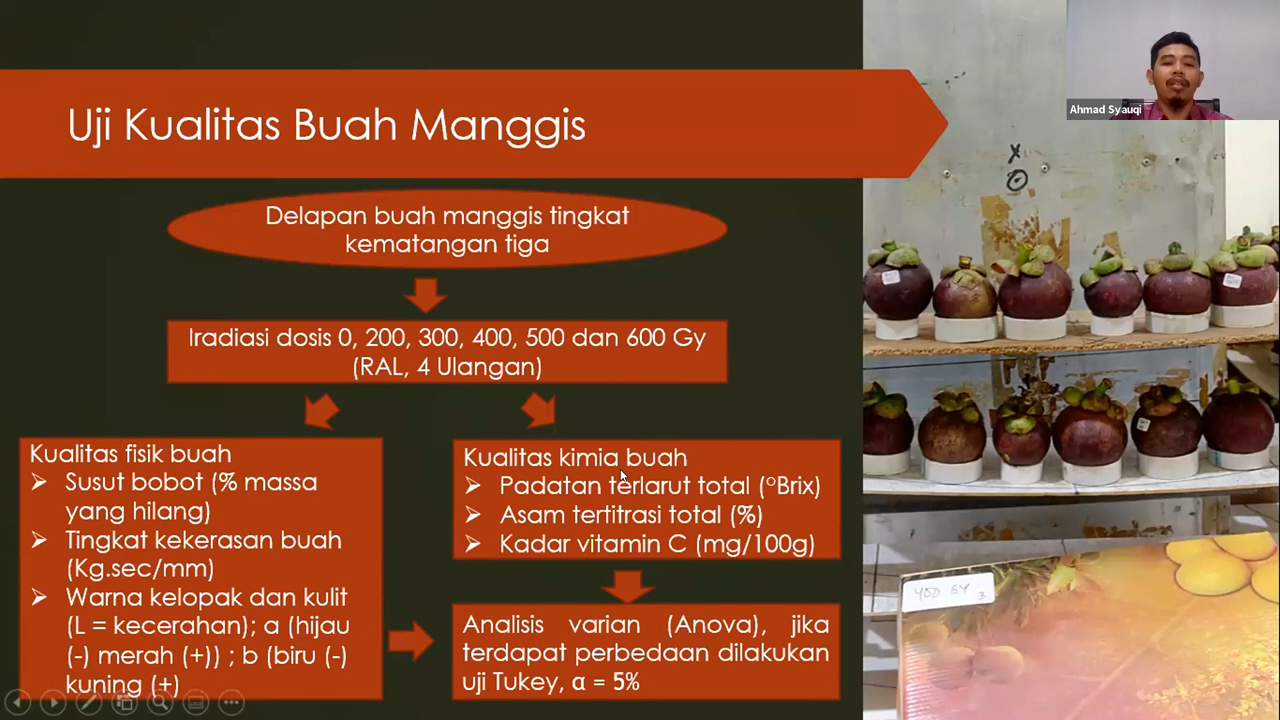 Uji Kualitas Buah Manggis
Ahmad Syauqi
Delapan buah manggis tingkat
kematangan tiga
Iradiasi dosis 0, 200, 300, 400, 500 dan 600 Gy
(RAL, 4 Ulangan)
Kualitas fisik buah
➢ Susut bobot (% massa
yang hilang)
➢ Tingkat kekerasan buah
(Kg.sec/mm)
➢ Warna kelopak dan kulit
(L = kecerahan); a (hijau
(-) merah (+)) ; b (biru (-)
kuning (+)
Kualitas kimia buah
➢ Padatan terlarut total (°Brix)
➢ Asam tertitrasi total (%)
➢ Kadar vitamin C (mg/100g)
Analisis varian (Anova), jika
terdapat perbedaan dilakukan
uji Tukey, α = 5%
X
O
400 GY 3